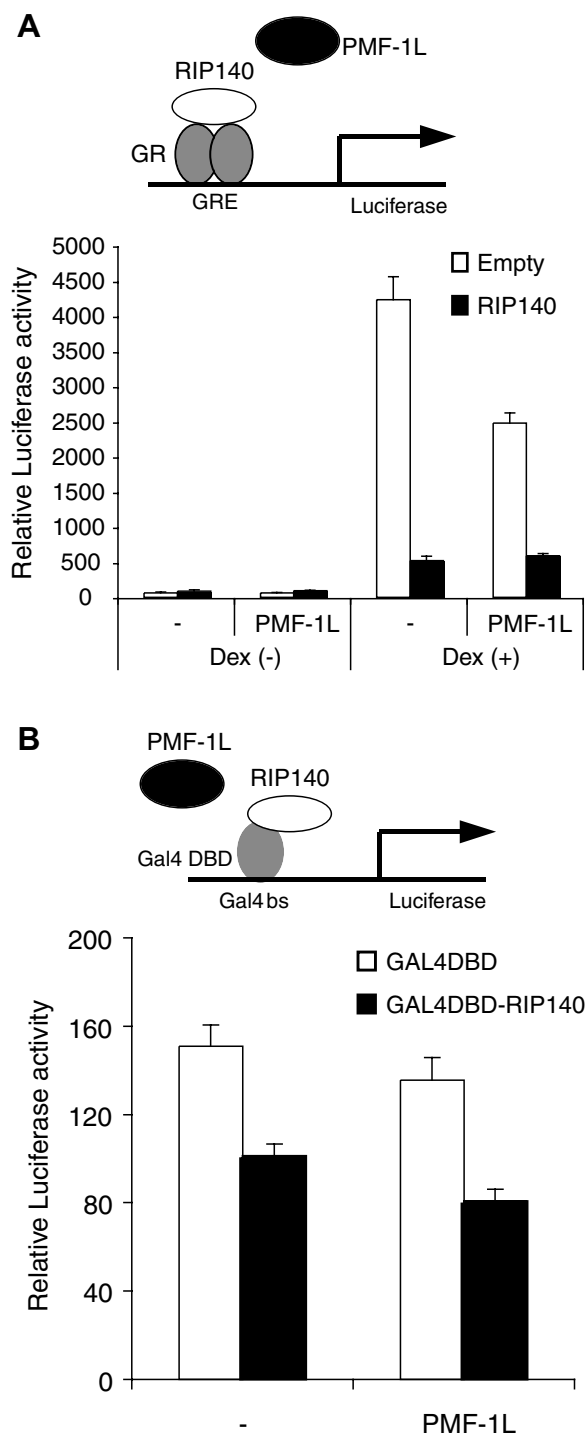 A
PMF-1L
RIP140
GR
GRE
Luciferase
Relative Luciferase activity
5000
4500
4000
3500
3000
2500
2000
1500
1000
500
0
Empty
RIP140
- PMF-1L - PMF-1L
Dex (-) Dex (+)
B
PMF-1L
RIP140
Gal4 DBD
Gal4bs
Luciferase
Relative Luciferase activity
200
160
120
80
40
0
GAL4DBD
GAL4DBD-RIP140
- PMF-1L